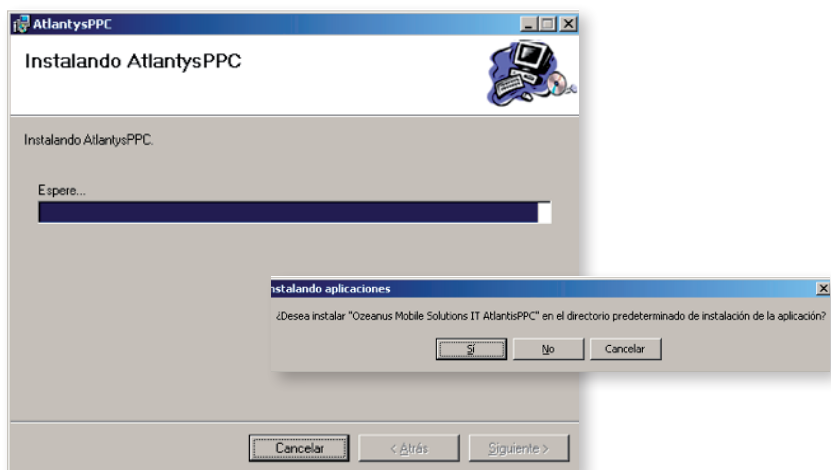 AtlantysPPC
Instalando AtlantysPPC
Instalando AtlantysPPC.
Espere...
nstalando aplicaciones
¿Desea instalar "Ozeanus Mobile Solutions IT AtlantisPPC" en el directorio predeterminado de instalación de la aplicación?
Sí No Cancelar
Cancelar < Atrás Siguiente >